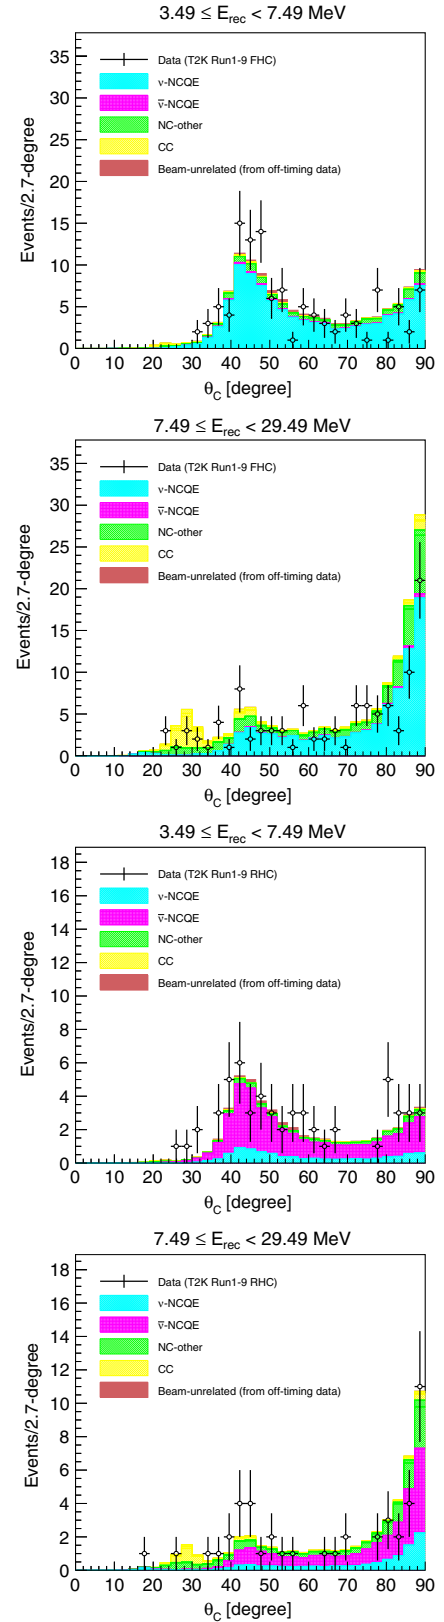 3.49 ≤ E_rec < 7.49 MeV
35
30
25
20
15
10
5
0
Events/2.7-degree
Data (T2K Run1-9 FHC)
ν-NCQE
ν̅-NCQE
NC-other
CC
Beam-unrelated (from off-timing data)
0 10 20 30 40 50 60 70 80 90
θ_C [degree]
7.49 ≤ E_rec < 29.49 MeV
35
30
25
20
15
10
5
0
Events/2.7-degree
Data (T2K Run1-9 FHC)
ν-NCQE
ν̅-NCQE
NC-other
CC
Beam-unrelated (from off-timing data)
0 10 20 30 40 50 60 70 80 90
θ_C [degree]
3.49 ≤ E_rec < 7.49 MeV
18
16
14
12
10
8
6
4
2
0
Events/2.7-degree
Data (T2K Run1-9 RHC)
ν-NCQE
ν̅-NCQE
NC-other
CC
Beam-unrelated (from off-timing data)
0 10 20 30 40 50 60 70 80 90
θ_C [degree]
7.49 ≤ E_rec < 29.49 MeV
18
16
14
12
10
8
6
4
2
0
Events/2.7-degree
Data (T2K Run1-9 RHC)
ν-NCQE
ν̅-NCQE
NC-other
CC
Beam-unrelated (from off-timing data)
0 10 20 30 40 50 60 70 80 90
θ_C [degree]